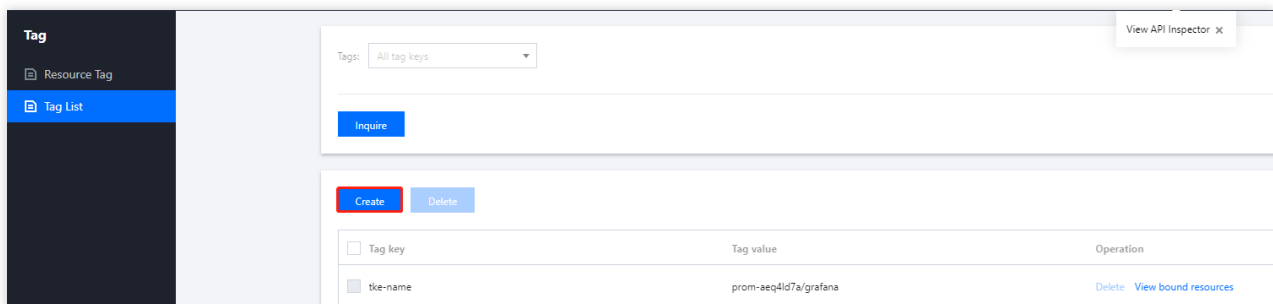 Tag
Resource Tag
Tag List
View API Inspector ×
Tags: All tag keys
Inquire
Create Delete
Tag key Tag value Operation
tke-name prom-aeq4ld7a/grafana Delete View bound resources